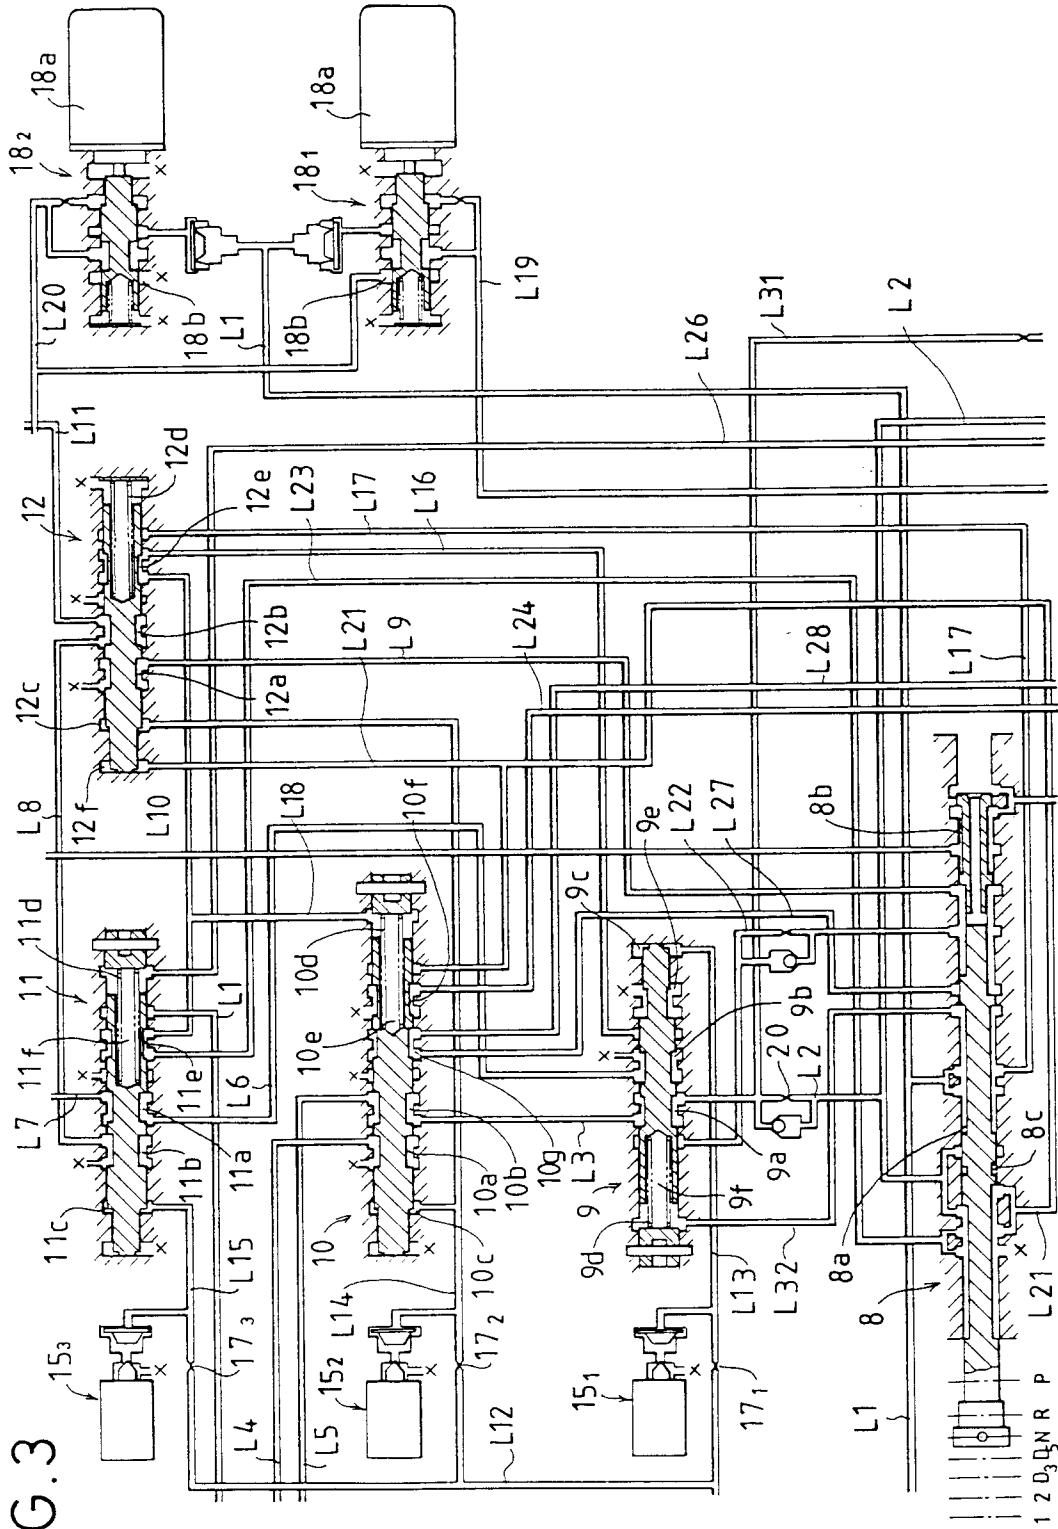 G.3
18a
18₂
18a
18₁
L20
18b
L1
18b
L19
L31
L2
L26
L11
12
12d
12e
L23
L17
L16
12c
12b
12a
L21
L9
L24
L28
L17
12f
L8
L10
L18
10f
9e
L22
L27
8b
11d
11
11f
L7
L1
11e
L6
10d
10e
9c
9b
11a
11b
11c
10g
10b
10a
10
10c
L3
9
9a
9f
9d
20
L2
8c
8a
8
L21
L15
L14
L13
L32
17₃
17₂
17₁
15₃
15₂
15₁
L4
L5
L12
L1
1 2 D₃ D₅ N R P